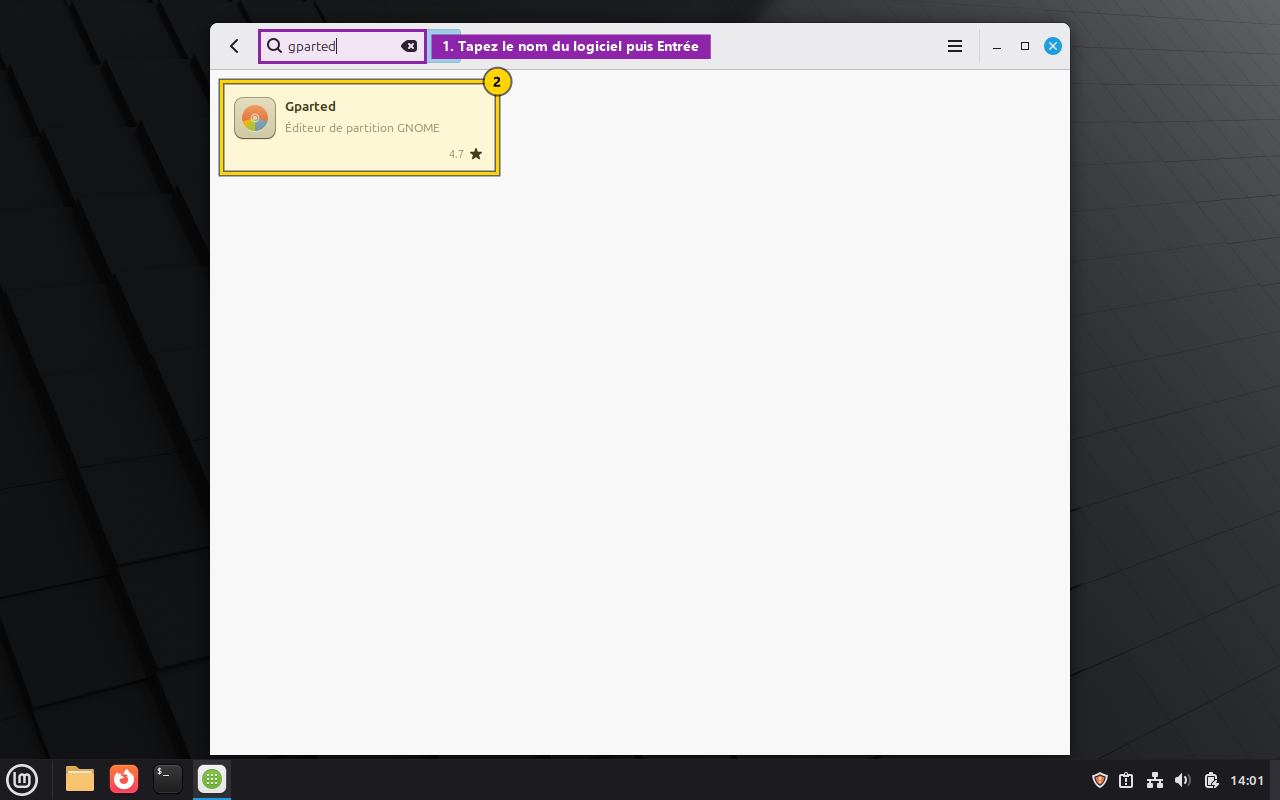 gparted
1. Tapez le nom du logiciel puis Entrée
2
Gparted
Éditeur de partition GNOME
4.7
$_
lm
14:01